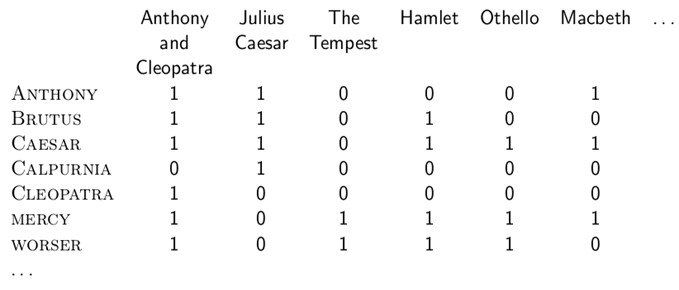 Anthony Julius The Hamlet Othello Macbeth ...
and Caesar Tempest
Cleopatra
ANTHONY 1 1 0 0 0 1
BRUTUS 1 1 0 1 0 0
CAESAR 1 1 0 1 1 1
CALPURNIA 0 1 0 0 0 0
CLEOPATRA 1 0 0 0 0 0
MERCY 1 0 1 1 1 1
WORSER 1 0 1 1 1 0
...